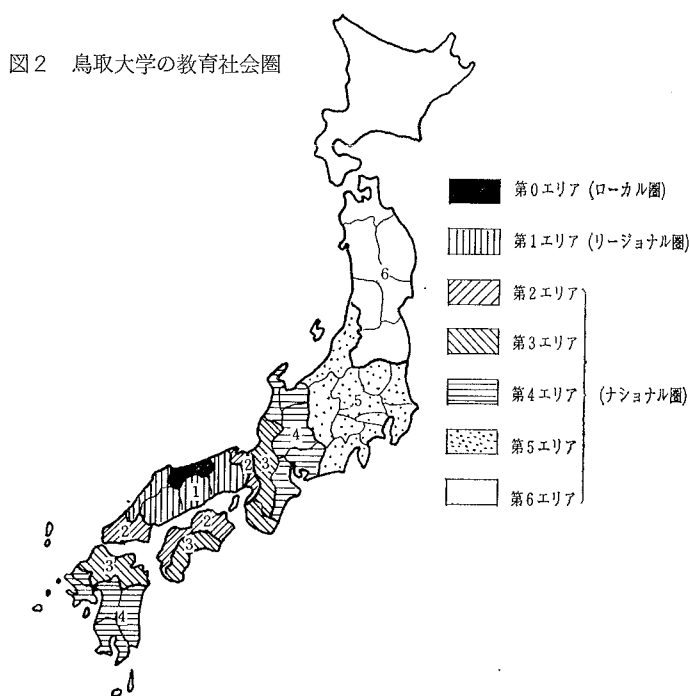 図2 鳥取大学の教育社会圏
第0エリア(ローカル圏)
第1エリア(リージョナル圏)
第2エリア
第3エリア
第4エリア
(ナショナル圏)
第5エリア
第6エリア
6
5
4
3
2
1
2
2
3
3
4